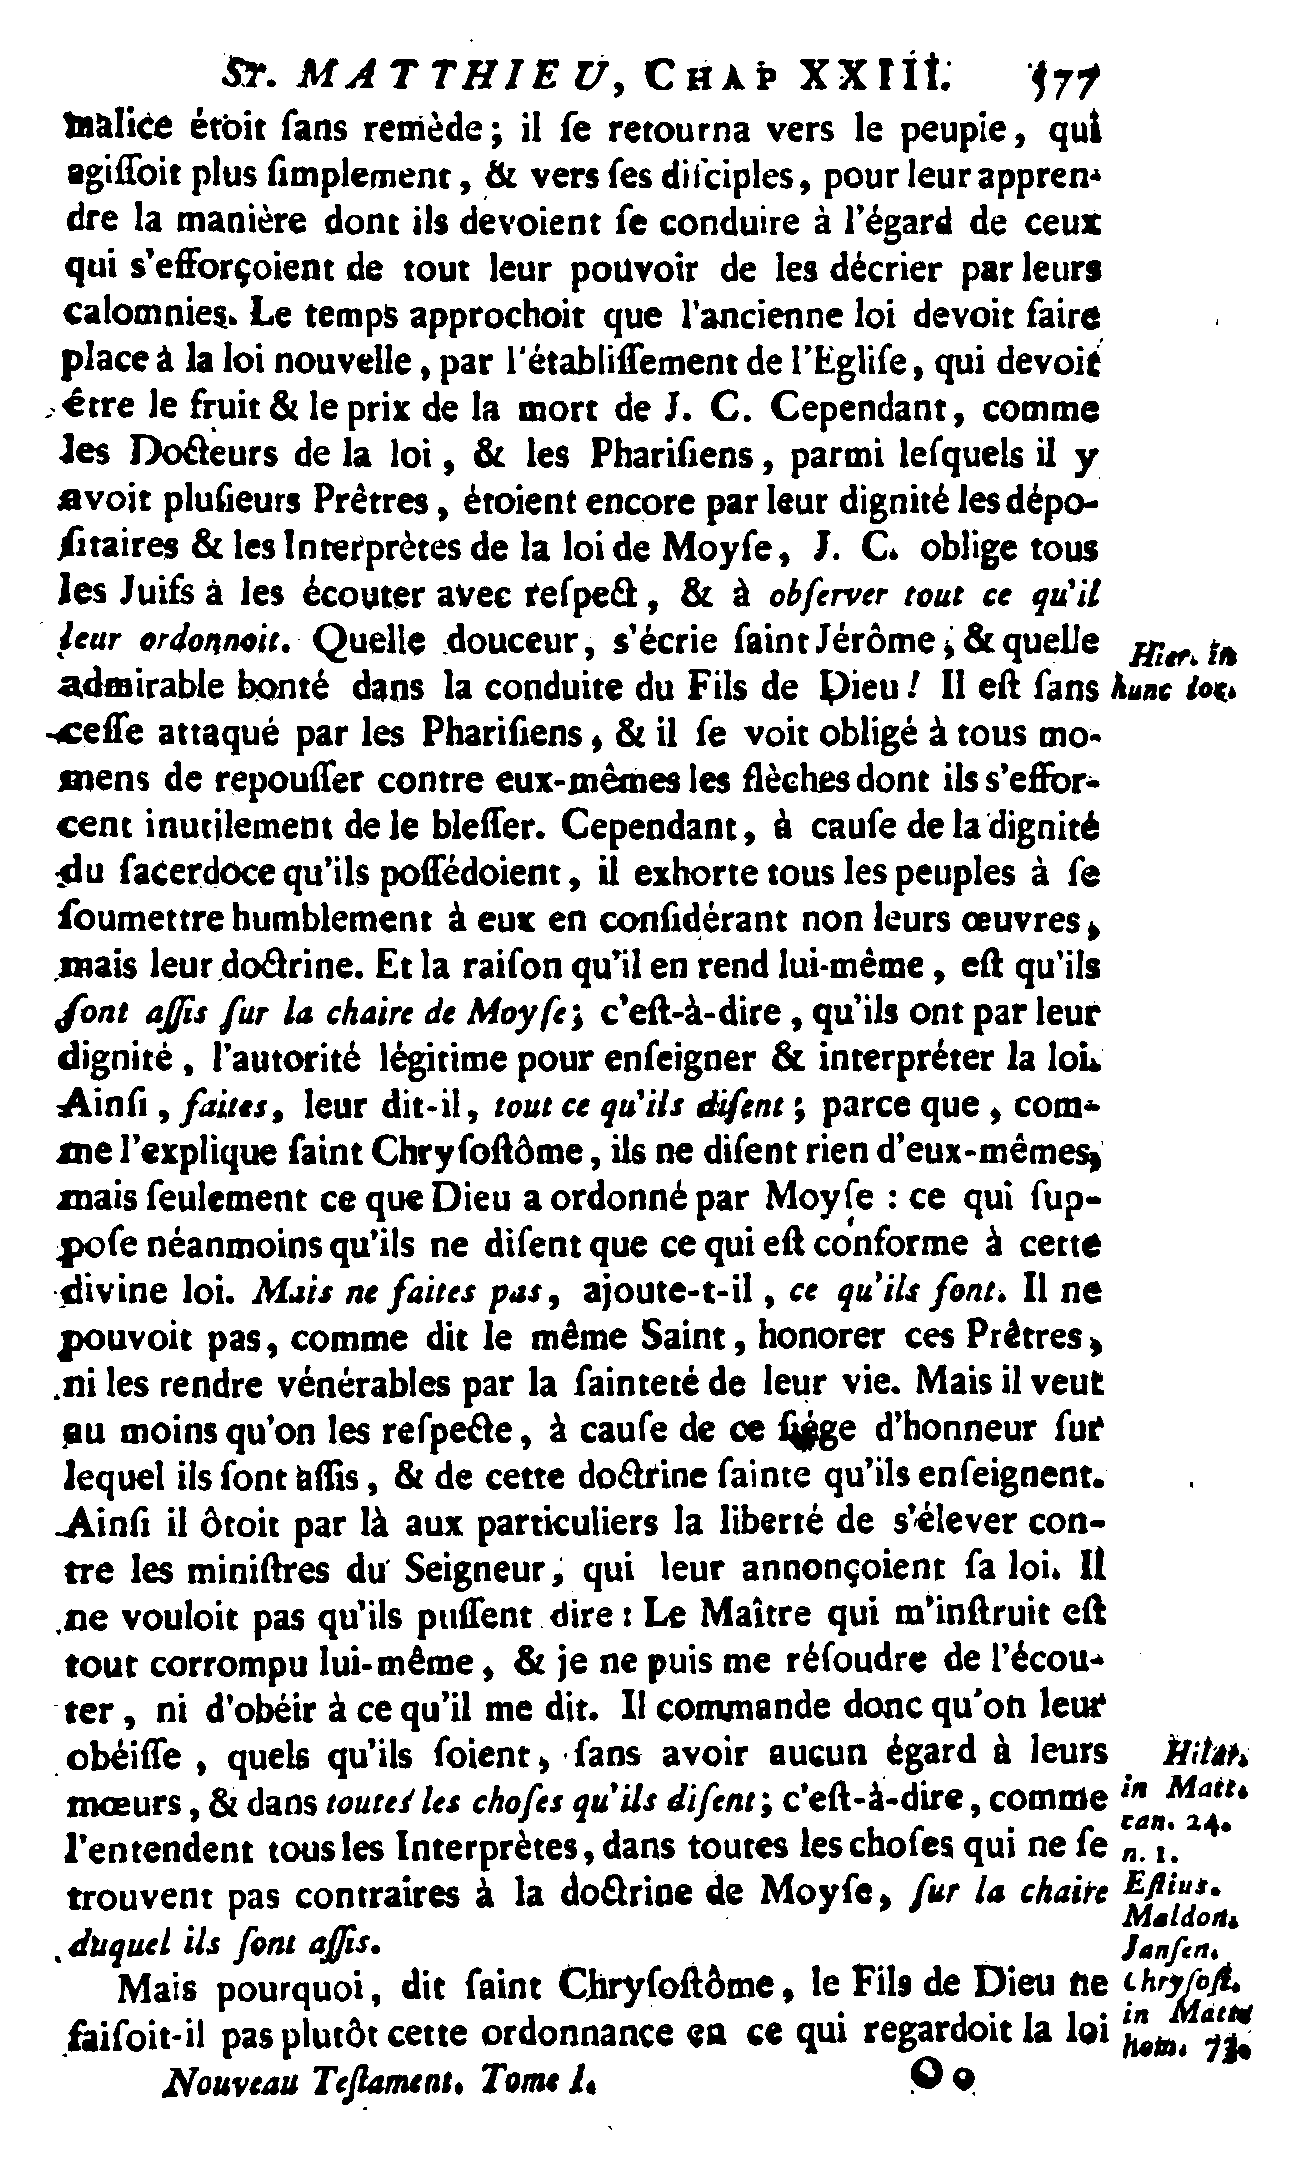 ST. MATTHIEU, CHAP XXIII. 577
malice étoit ſans remède; il ſe retourna vers le peuple, qui
agiſſoit plus ſimplement, & vers ſes diſciples, pour leur appren-
dre la manière dont ils devoient ſe conduire à l'égard de ceux
qui s'efforçoient de tout leur pouvoir de les décrier par leurs
calomnies. Le temps approchoit que l'ancienne loi devoit faire
place à la loi nouvelle, par l'établiſſement de l'Egliſe, qui devoit
être le fruit & le prix de la mort de J. C. Cependant, comme
les Docteurs de la loi, & les Phariſiens, parmi leſquels il y
avoit pluſieurs Prêtres, étoient encore par leur dignité les dépo-
ſitaires & les Interprètes de la loi de Moyſe, J. C. oblige tous
les Juifs à les écouter avec reſpect, & à obſerver tout ce qu'il
leur ordonnoit. Quelle douceur, s'écrie ſaint Jérôme, & quelle
admirable bonté dans la conduite du Fils de Dieu! Il eſt ſans
ceſſe attaqué par les Phariſiens, & il ſe voit obligé à tous mo-
mens de repouſſer contre eux-mêmes les flèches dont ils s'effor-
cent inutilement de le bleſſer. Cependant, à cauſe de la dignité
du ſacerdoce qu'ils poſſédoient, il exhorte tous les peuples à ſe
ſoumettre humblement à eux en conſidérant non leurs œuvres,
mais leur doctrine. Et la raiſon qu'il en rend lui-même, eſt qu'ils
ſont aſſis ſur la chaire de Moyſe; c'eſt-à-dire, qu'ils ont par leur
dignité, l'autorité légitime pour enſeigner & interpréter la loi.
Ainſi, faites, leur dit-il, tout ce qu'ils diſent; parce que, com-
me l'explique ſaint Chryſoſtôme, ils ne diſent rien d'eux-mêmes,
mais ſeulement ce que Dieu a ordonné par Moyſe : ce qui ſup-
poſe néanmoins qu'ils ne diſent que ce qui eſt conforme à cette
divine loi. Mais ne faites pas, ajoute-t-il, ce qu'ils font. Il ne
pouvoit pas, comme dit le même Saint, honorer ces Prêtres,
ni les rendre vénérables par la ſainteté de leur vie. Mais il veut
au moins qu'on les reſpecte, à cauſe de ce ſiége d'honneur ſur
lequel ils ſont aſſis, & de cette doctrine ſainte qu'ils enſeignent.
Ainſi il ôtoit par là aux particuliers la liberté de s'élever con-
tre les miniſtres du Seigneur, qui leur annonçoient ſa loi. Il
ne vouloit pas qu'ils puſſent dire : Le Maître qui m'inſtruit eſt
tout corrompu lui-même, & je ne puis me réſoudre de l'écou-
ter, ni d'obéir à ce qu'il me dit. Il commande donc qu'on leur
obéiſſe, quels qu'ils ſoient, ſans avoir aucun égard à leurs
mœurs, & dans toutes les choſes qu'ils diſent; c'eſt-à-dire, comme
l'entendent tous les Interprètes, dans toutes les choſes qui ne ſe
trouvent pas contraires à la doctrine de Moyſe, ſur la chaire
duquel ils ſont aſſis.
Mais pourquoi, dit ſaint Chryſoſtôme, le Fils de Dieu ne
faiſoit-il pas plutôt cette ordonnance en ce qui regardoit la loi
Nouveau Teſtament. Tome I. Oo
Hier. in
hunc loc.
Hilar.
in Matt.
can. 24.
n. 1.
Eſtius.
Maldon.
Janſen.
Chryſoſt.
in Matth
hom. 73.